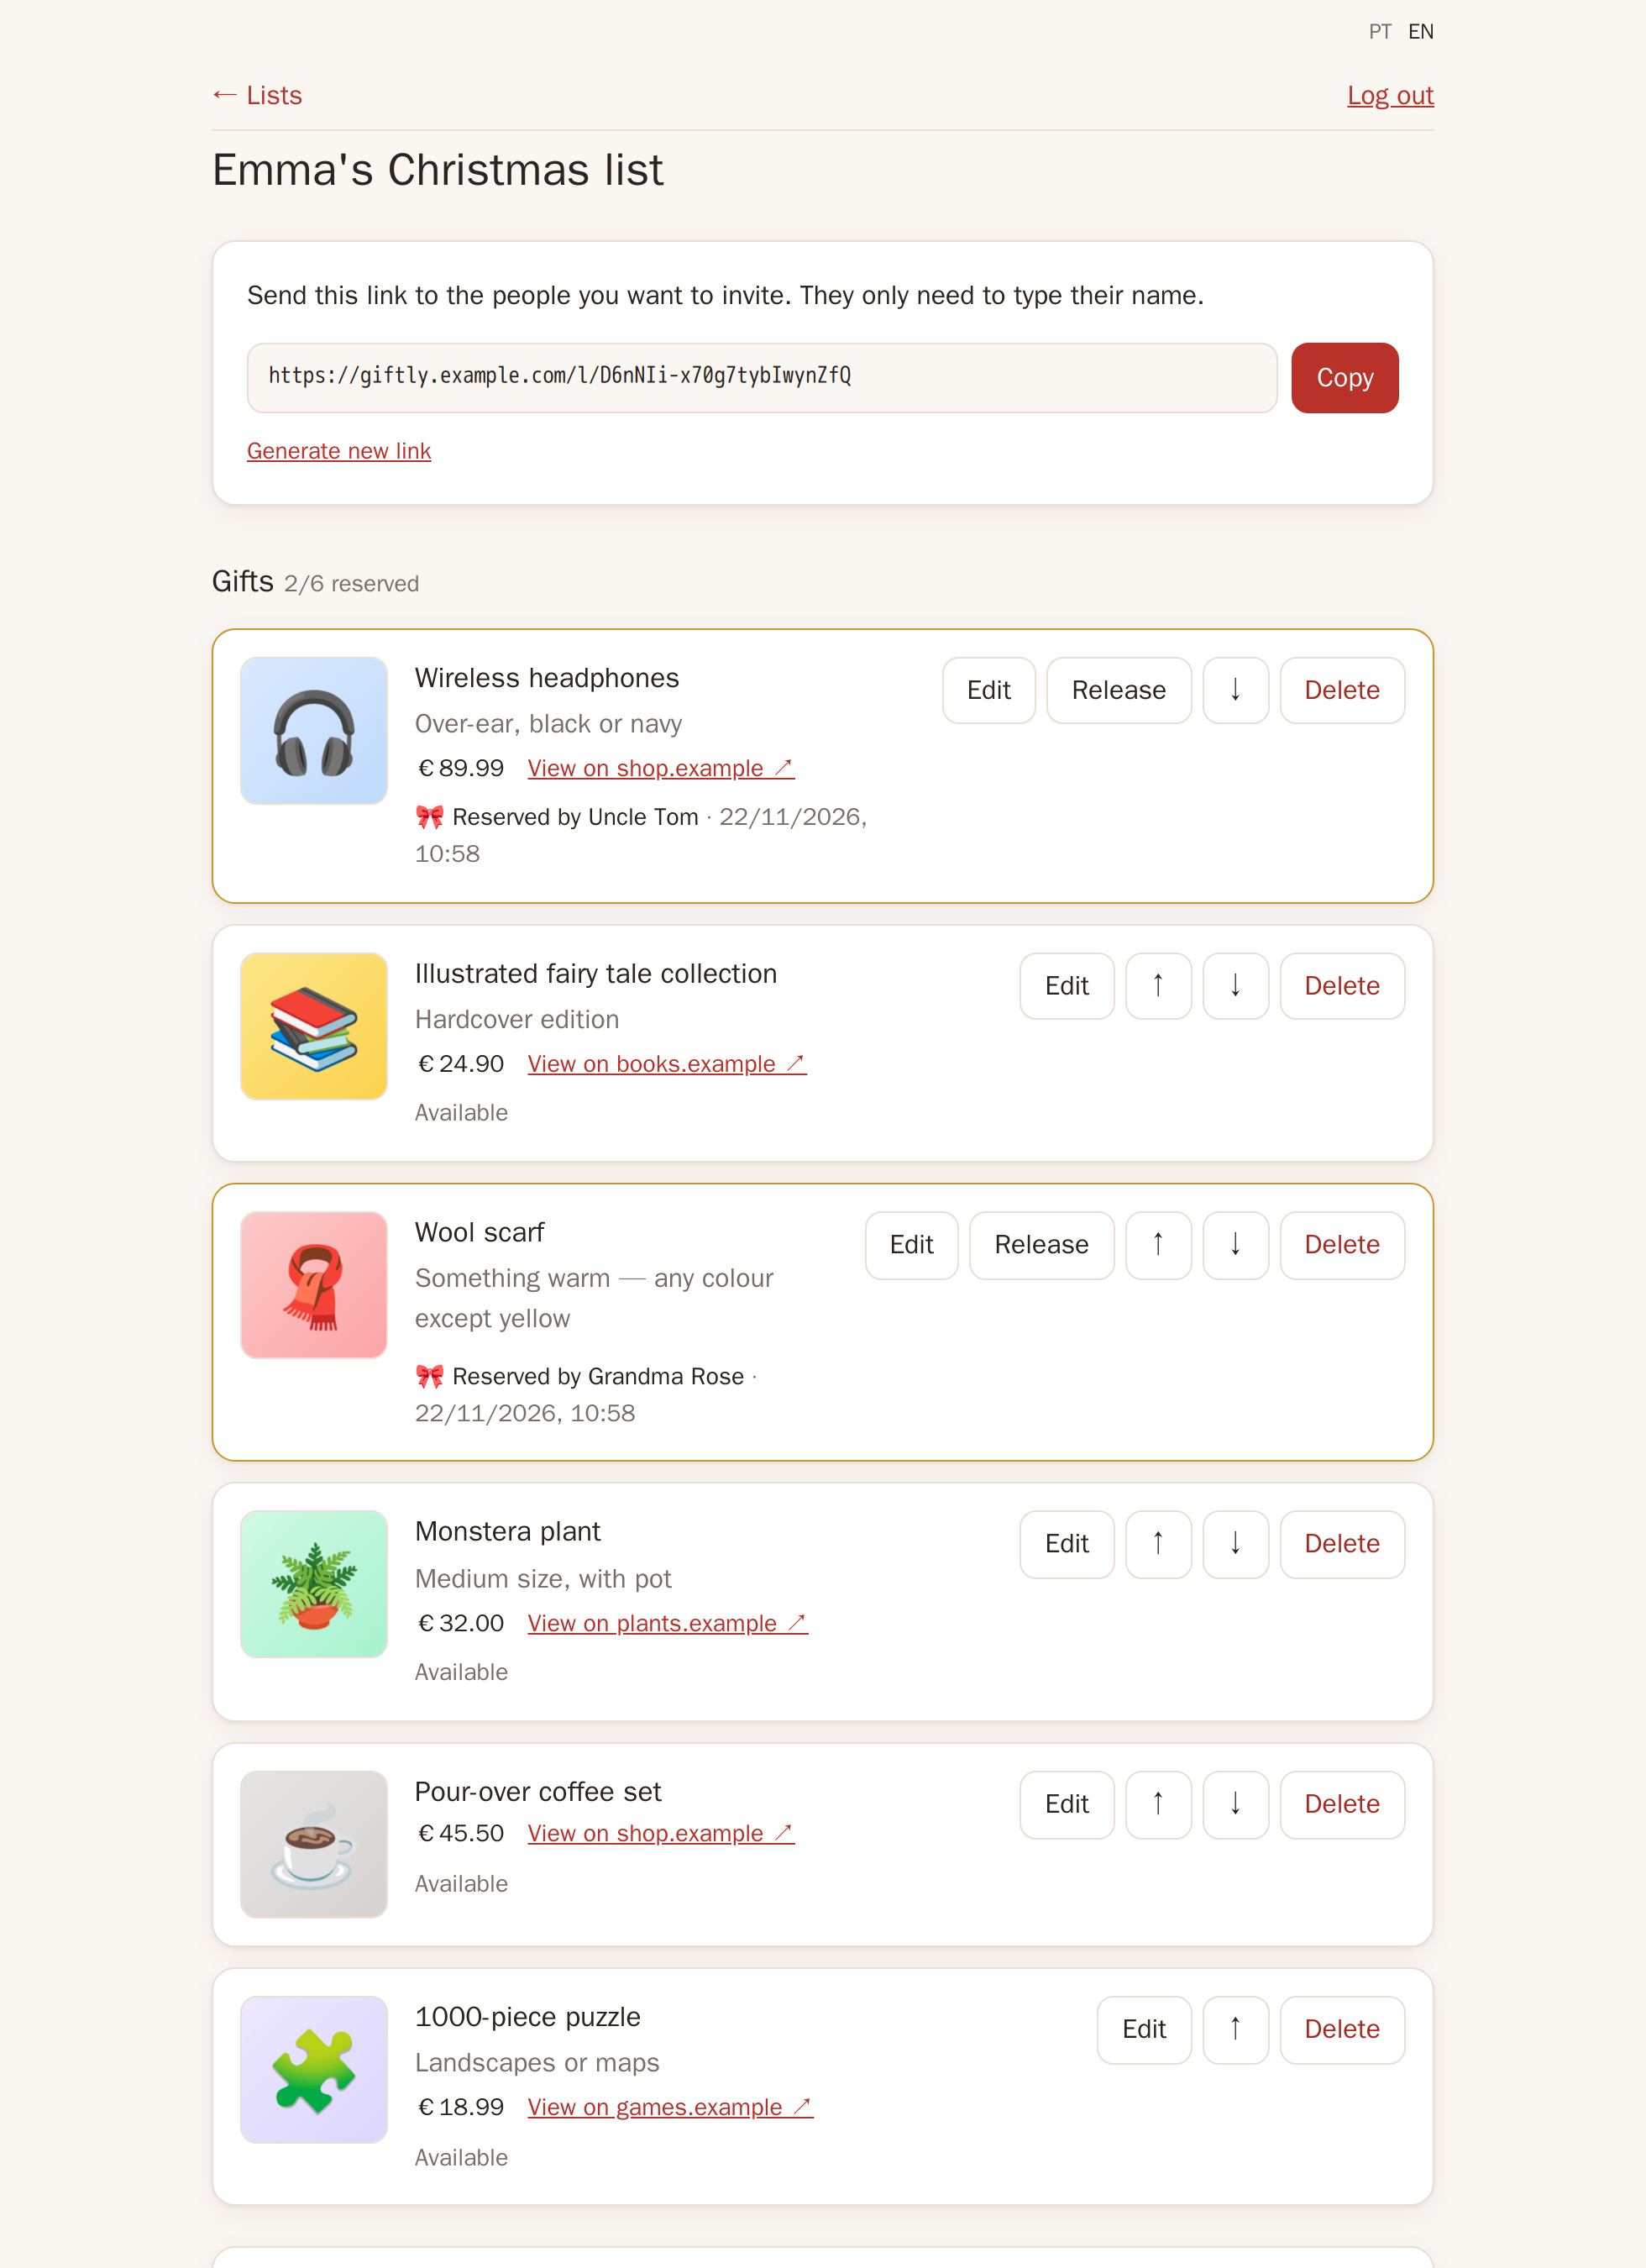 PT EN
← Lists
Log out
Emma's Christmas list
Send this link to the people you want to invite. They only need to type their name.
https://giftly.example.com/l/D6nNIi-x70g7tybIwynZfQ
Copy
Generate new link
Gifts 2/6 reserved
Wireless headphones
Edit Release ↓ Delete
Over-ear, black or navy
€ 89.99 View on shop.example ↗
🎀 Reserved by Uncle Tom · 22/11/2026,
10:58
Illustrated fairy tale collection
Edit ↑ ↓ Delete
Hardcover edition
€ 24.90 View on books.example ↗
Available
Wool scarf
Edit Release ↑ ↓ Delete
Something warm — any colour
except yellow
🎀 Reserved by Grandma Rose ·
22/11/2026, 10:58
Monstera plant
Edit ↑ ↓ Delete
Medium size, with pot
€ 32.00 View on plants.example ↗
Available
Pour-over coffee set
Edit ↑ ↓ Delete
€ 45.50 View on shop.example ↗
Available
1000-piece puzzle
Edit ↑ Delete
Landscapes or maps
€ 18.99 View on games.example ↗
Available